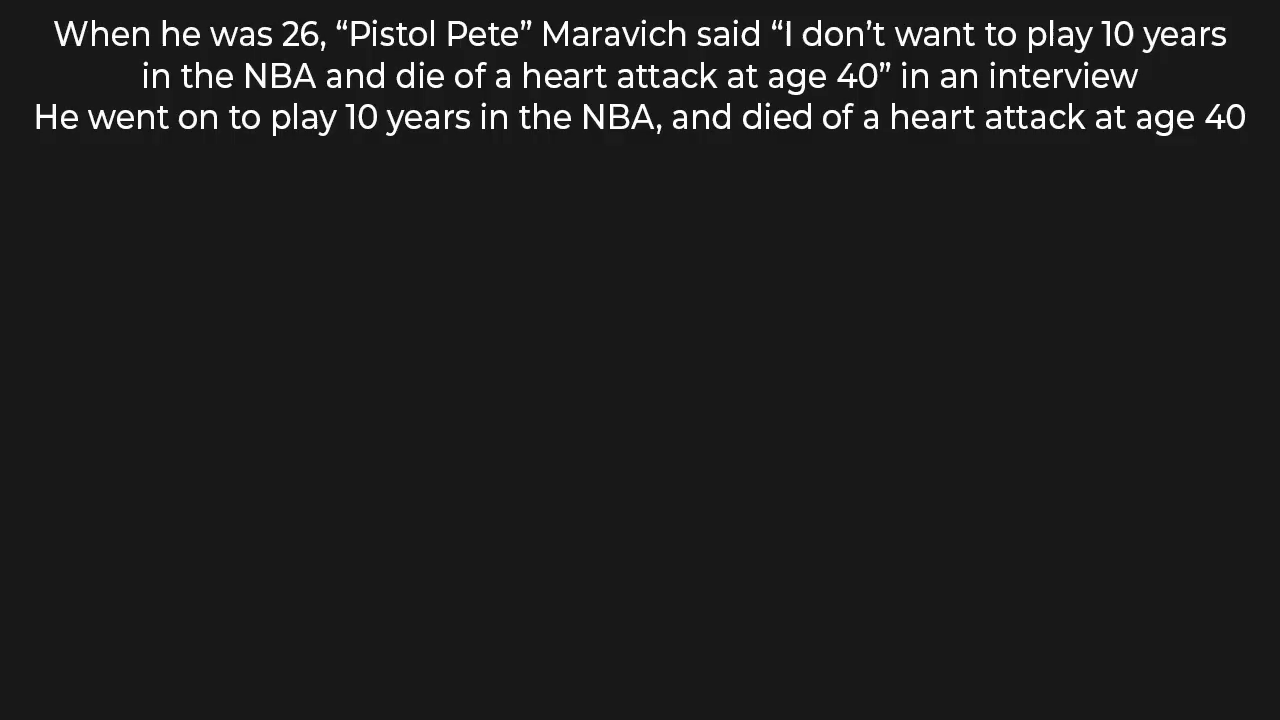 When he was 26, “Pistol Pete” Maravich said “I don’t want to play 10 years
in the NBA and die of a heart attack at age 40” in an interview
He went on to play 10 years in the NBA, and died of a heart attack at age 40